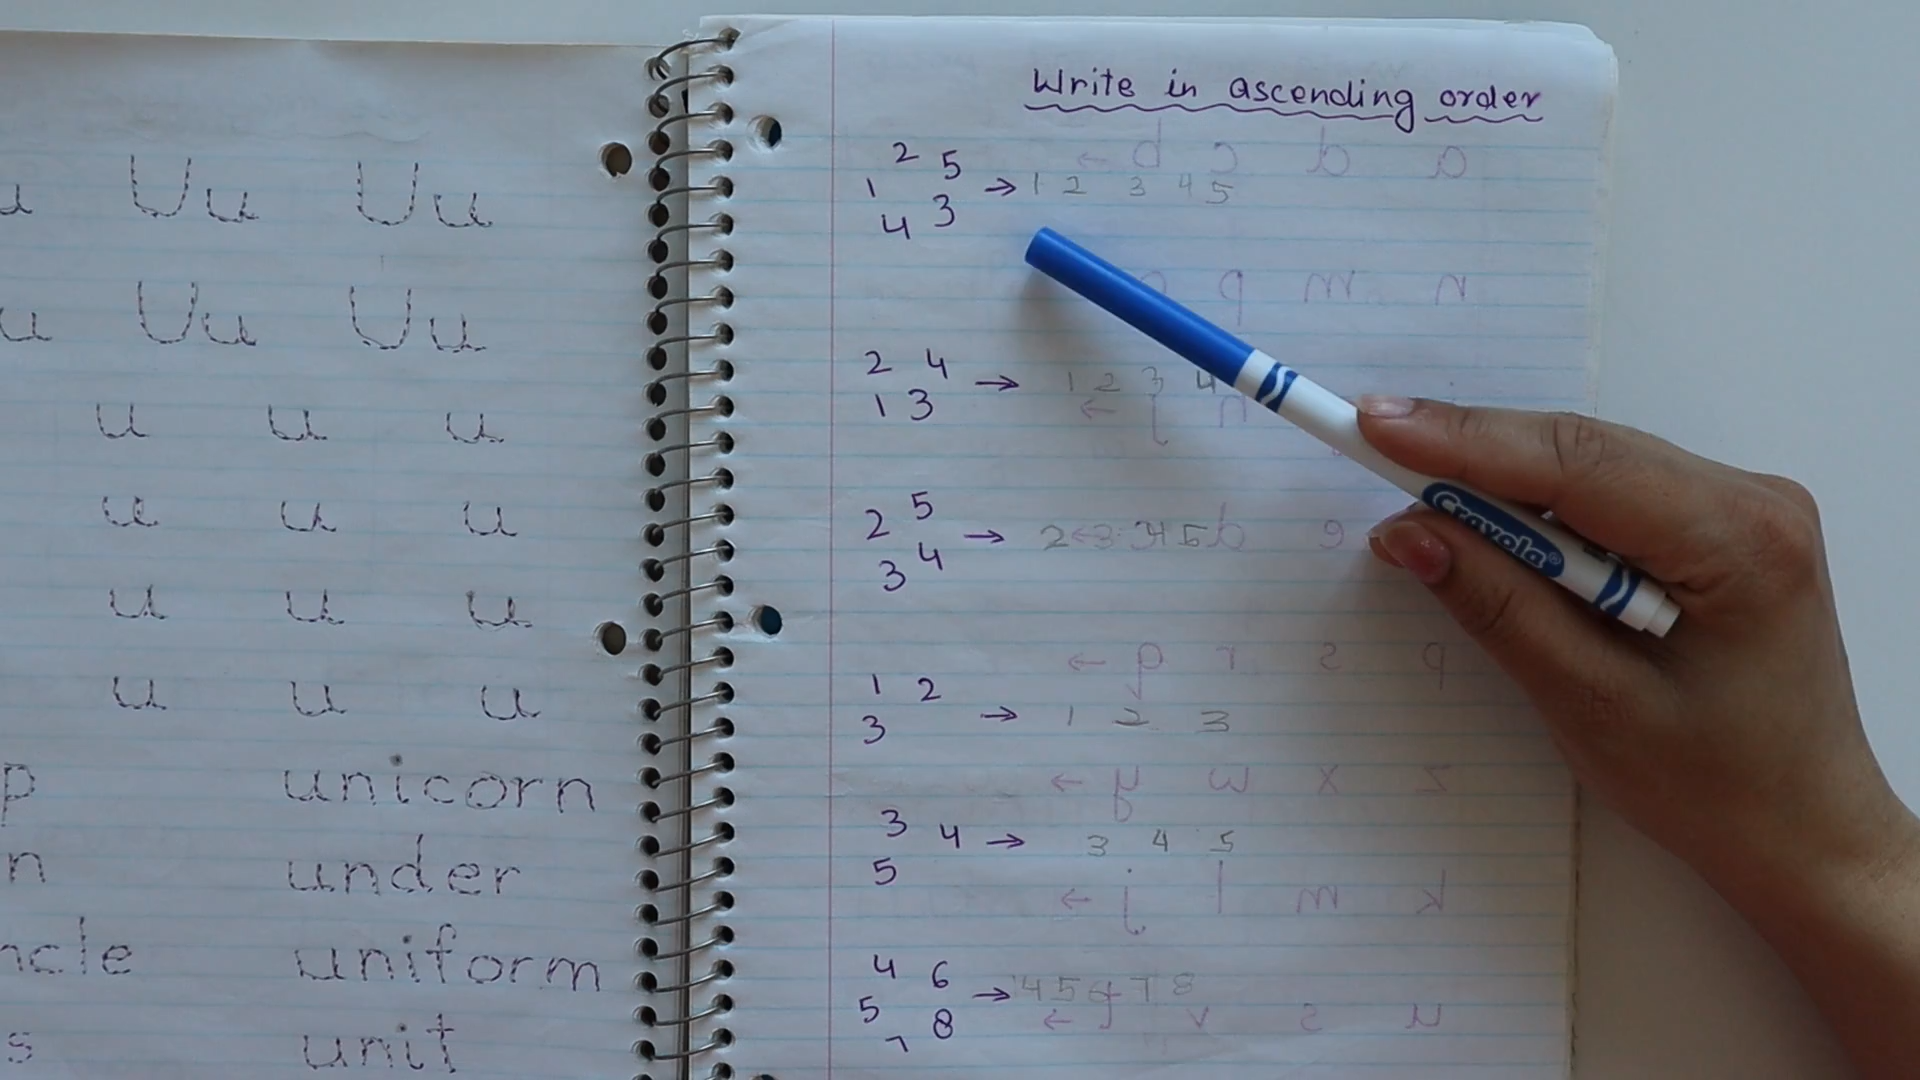 u Uu Uu
u Uu Uu
u u u
u u u
u u u
u u u
p unicorn
n under
ncle uniform
s unit
Write in ascending order
2 5
1 → 1 2 3 4 5
4 3
2 4
→ 1 2 3 4
1 3
2 5
→ 2 3 4 5
3 4
1 2
→ 1 2 3
3
3 4 → 3 4 5
5
4 6
→ 4 5 6 7 8
5 8
7
Crayola